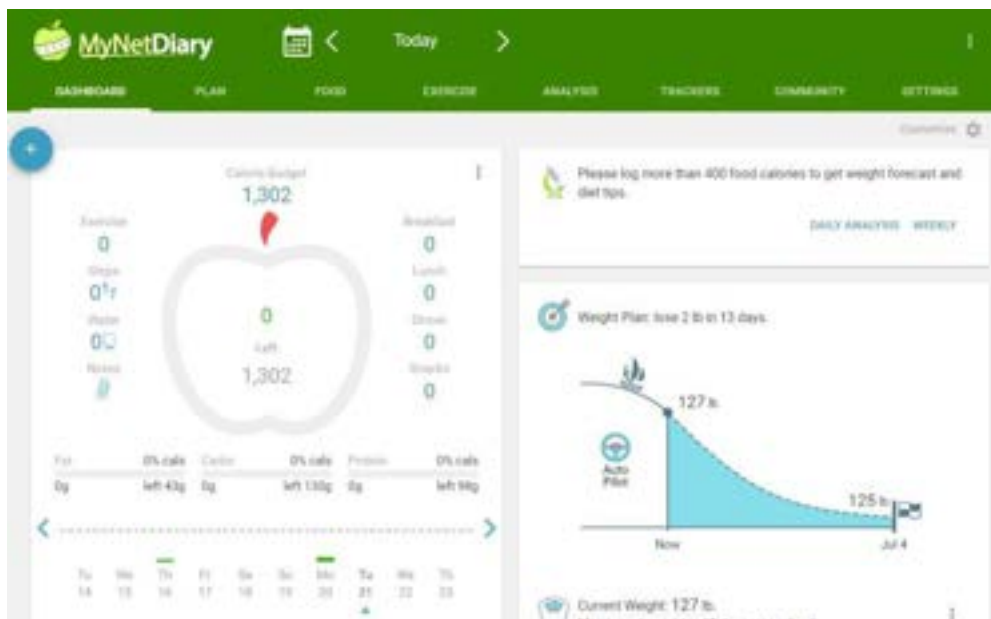 MyNetDiary
Today
DASHBOARD PLAN FOOD EXERCISE ANALYSIS TRACKERS COMMUNITY SETTINGS
Customize
+
Calorie Budget
1,302
Exercise
0
Steps
0
Water
0
Notes
0
Left
1,302
Breakfast
0
Lunch
0
Dinner
0
Snacks
0
Fat 0% cals Carbs 0% cals Protein 0% cals
0g left 43g 0g left 130g 0g left 98g
Tu We Th Fr Sa Su Mo Tu We Th
14 15 16 17 18 19 20 21 22 23
Please log more than 400 food calories to get weight forecast and
diet tips.
DAILY ANALYSIS WEEKLY
Weight Plan: lose 2 lb in 13 days.
127 lb.
Auto
Pilot
125 lb.
Now
Jul 4
Current Weight: 127 lb.